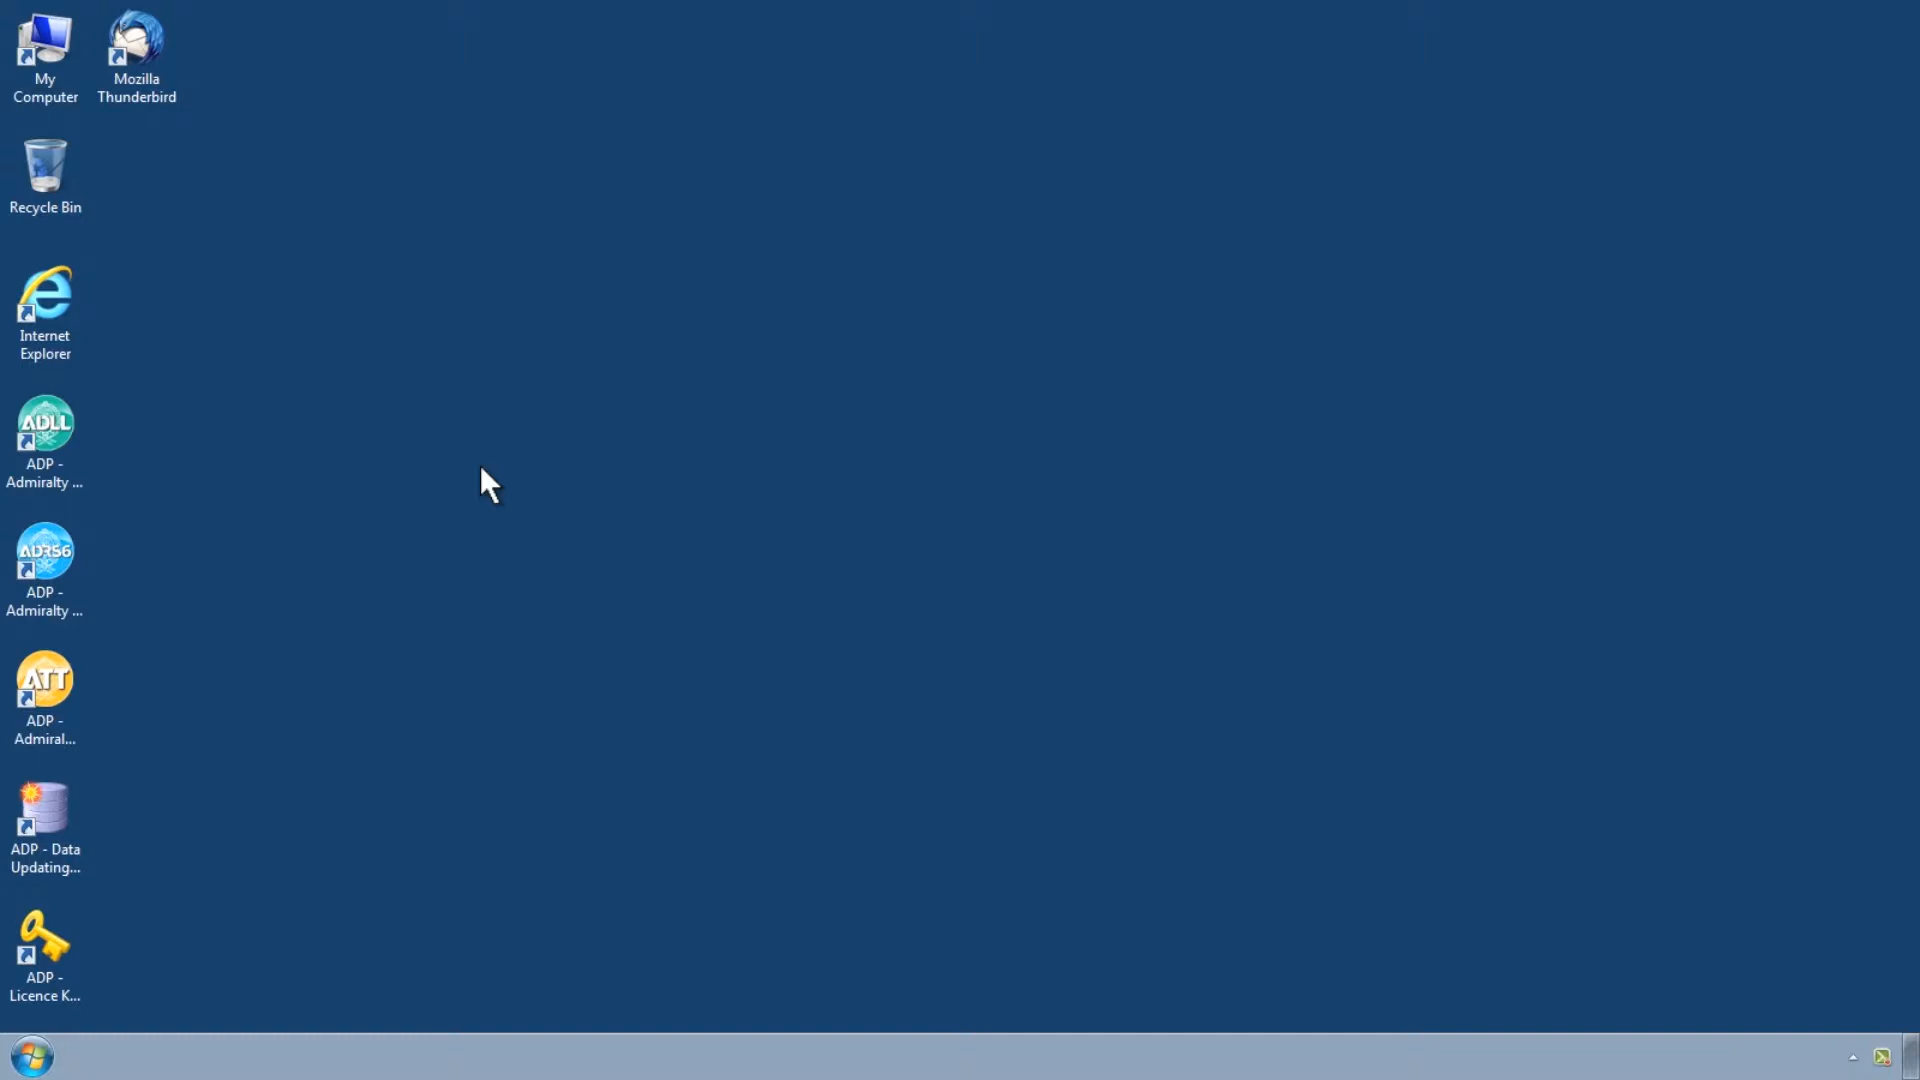 My
Computer
Mozilla
Thunderbird
Recycle Bin
Internet
Explorer
ADLL
ADP -
Admiralty ...
ADRS6
ADP -
Admiralty ...
ATT
ADP -
Admiral...
ADP - Data
Updating...
ADP -
Licence K...